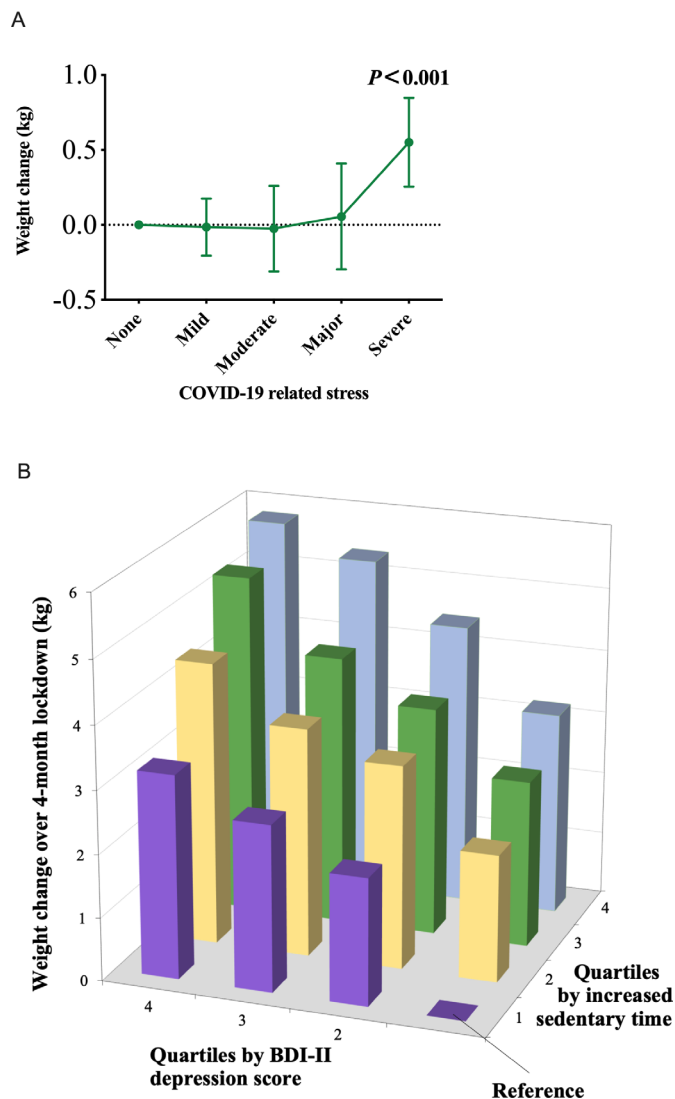 A
P<0.001
Weight change (kg)
1.0
0.5
0.0
-0.5
None
Mild
Moderate
Major
Severe
COVID-19 related stress
B
Weight change over 4-month lockdown (kg)
6
5
4
3
2
1
0
4
3
2
1
2
3
4
Quartiles by BDI-II
depression score
Quartiles
by increased
sedentary time
Reference